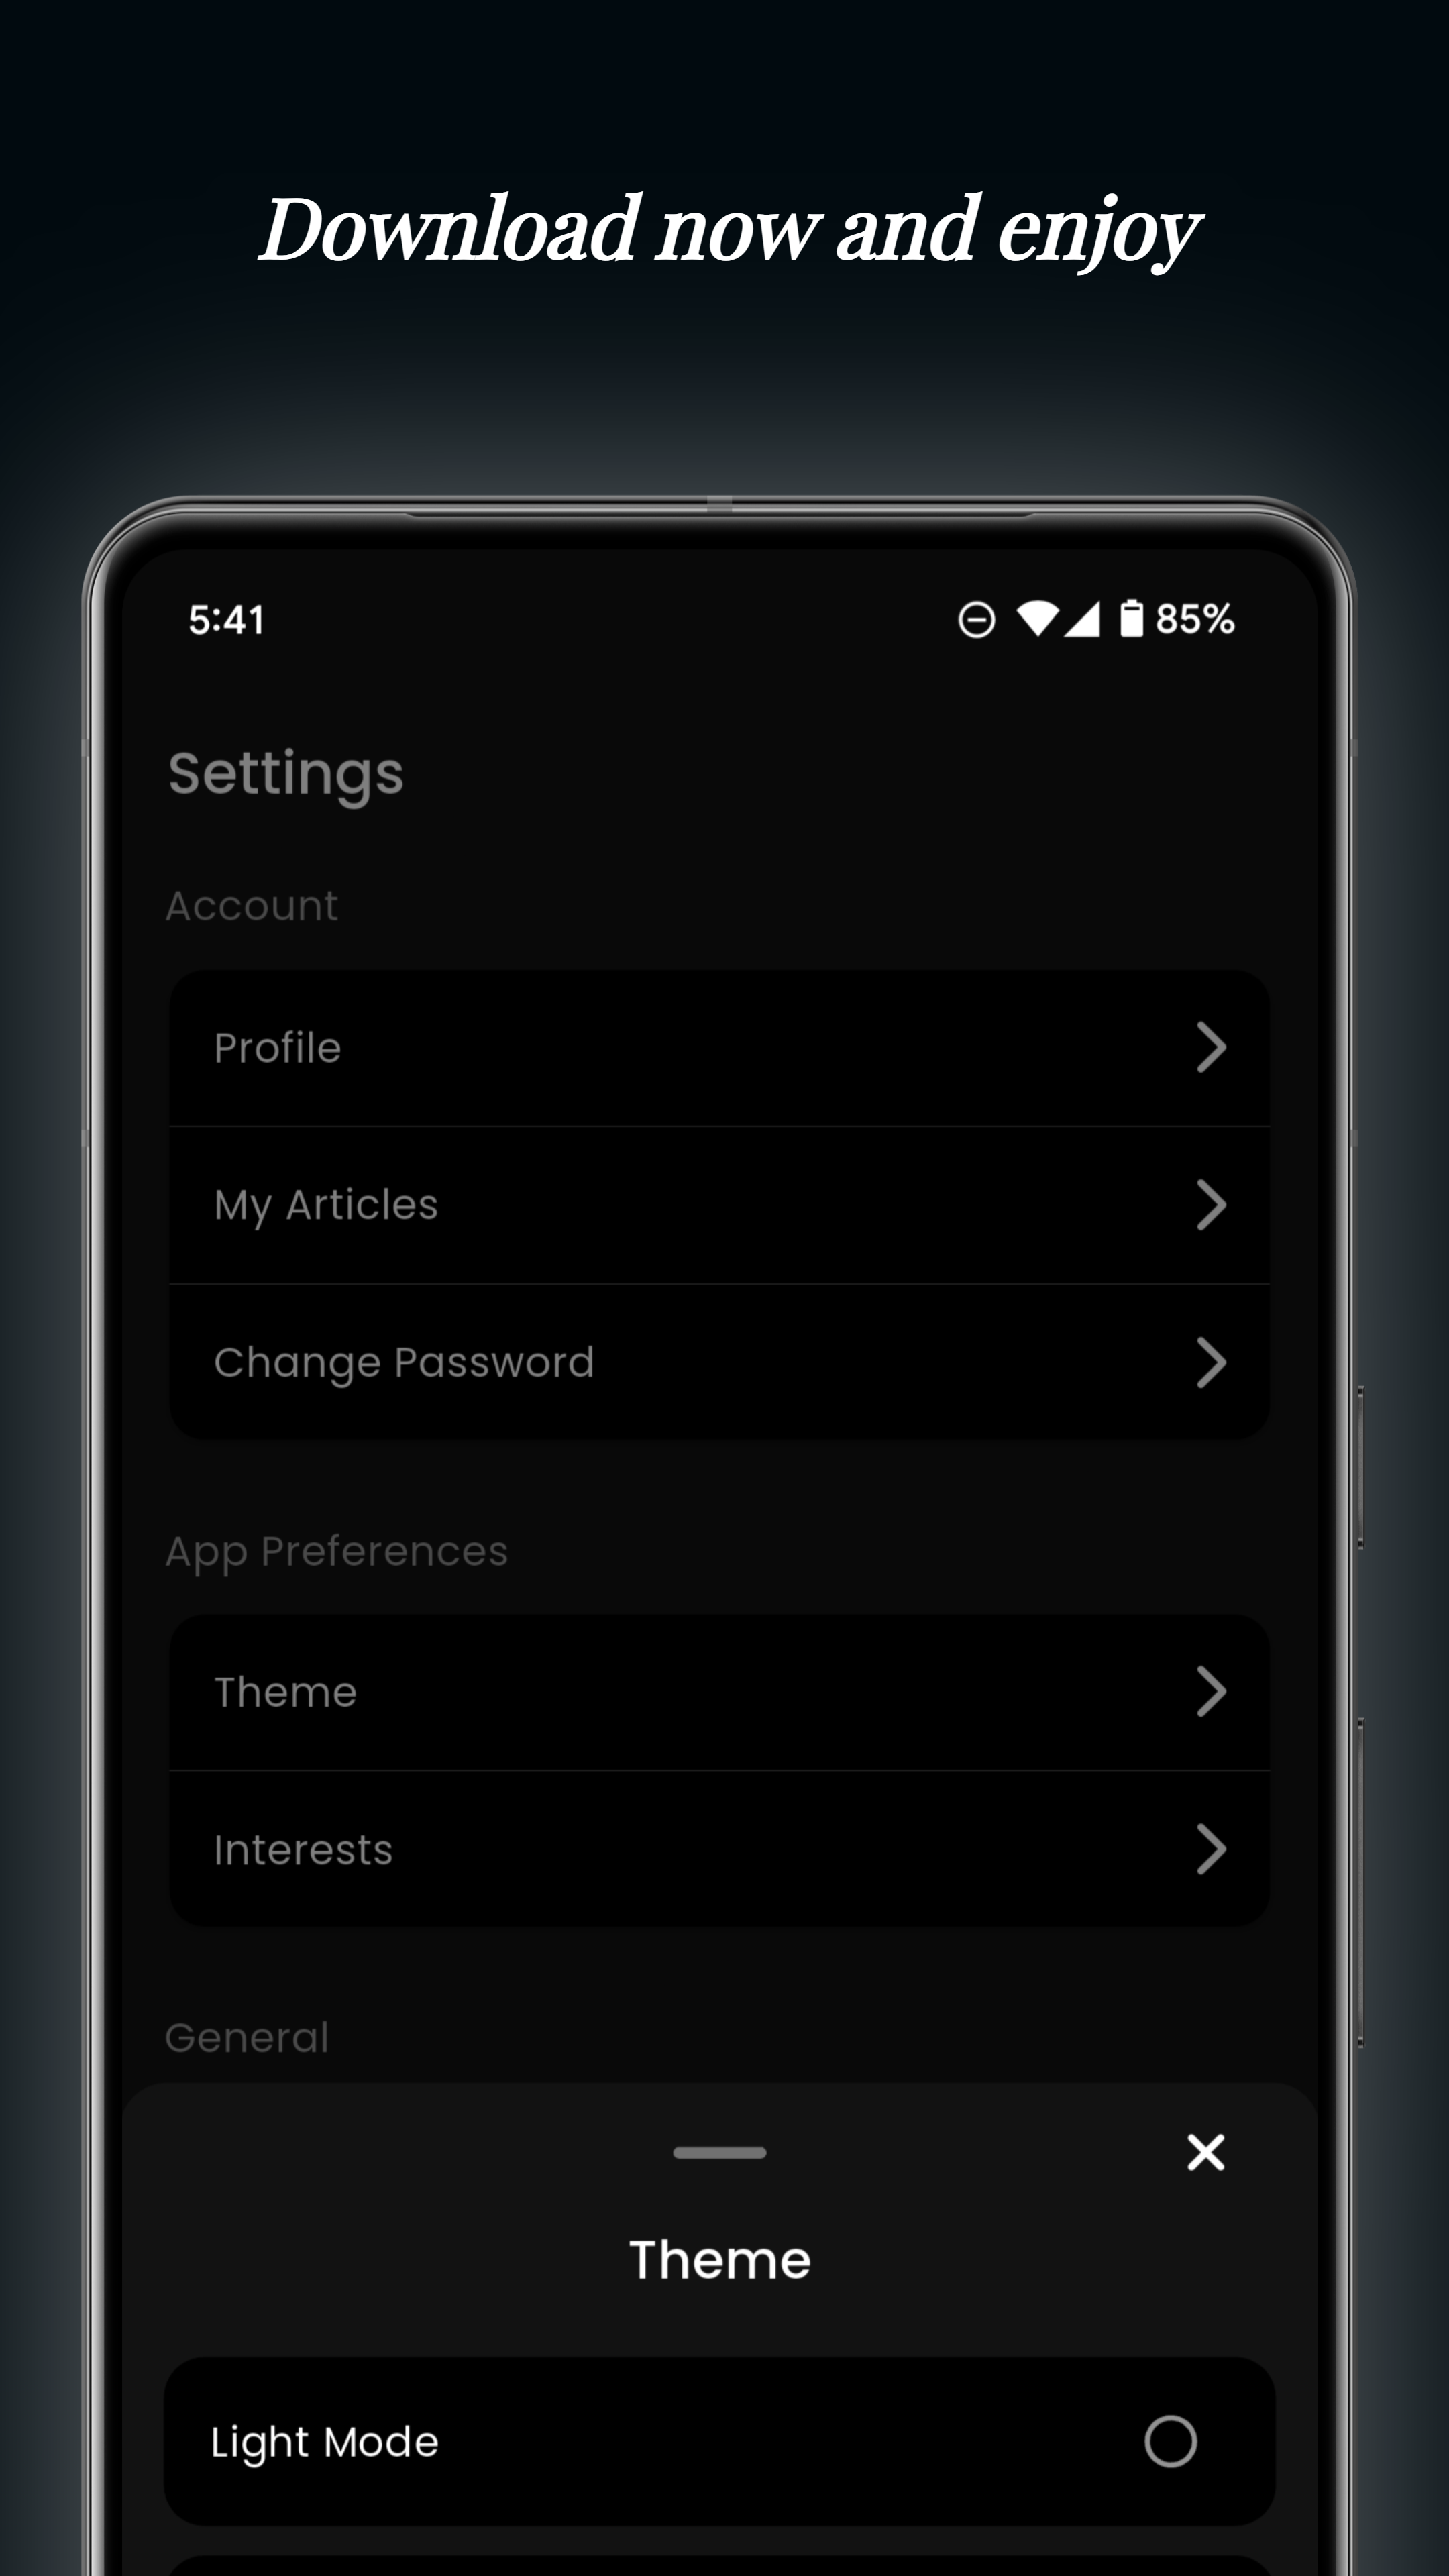 Download now and enjoy
5:41
85%
Settings
Account
Profile
My Articles
Change Password
App Preferences
Theme
Interests
General
Theme
Light Mode